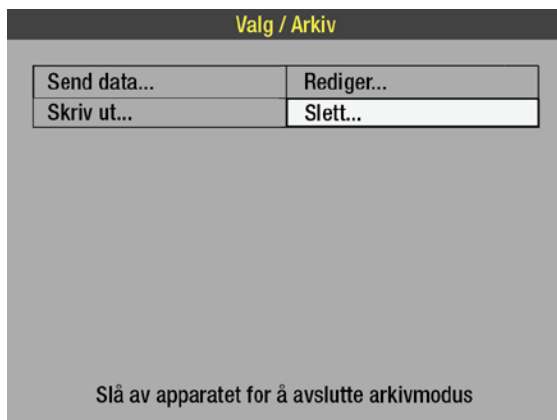 Valg / Arkiv
Send data... Rediger...
Skriv ut... Slett...
Slå av apparatet for å avslutte arkivmodus